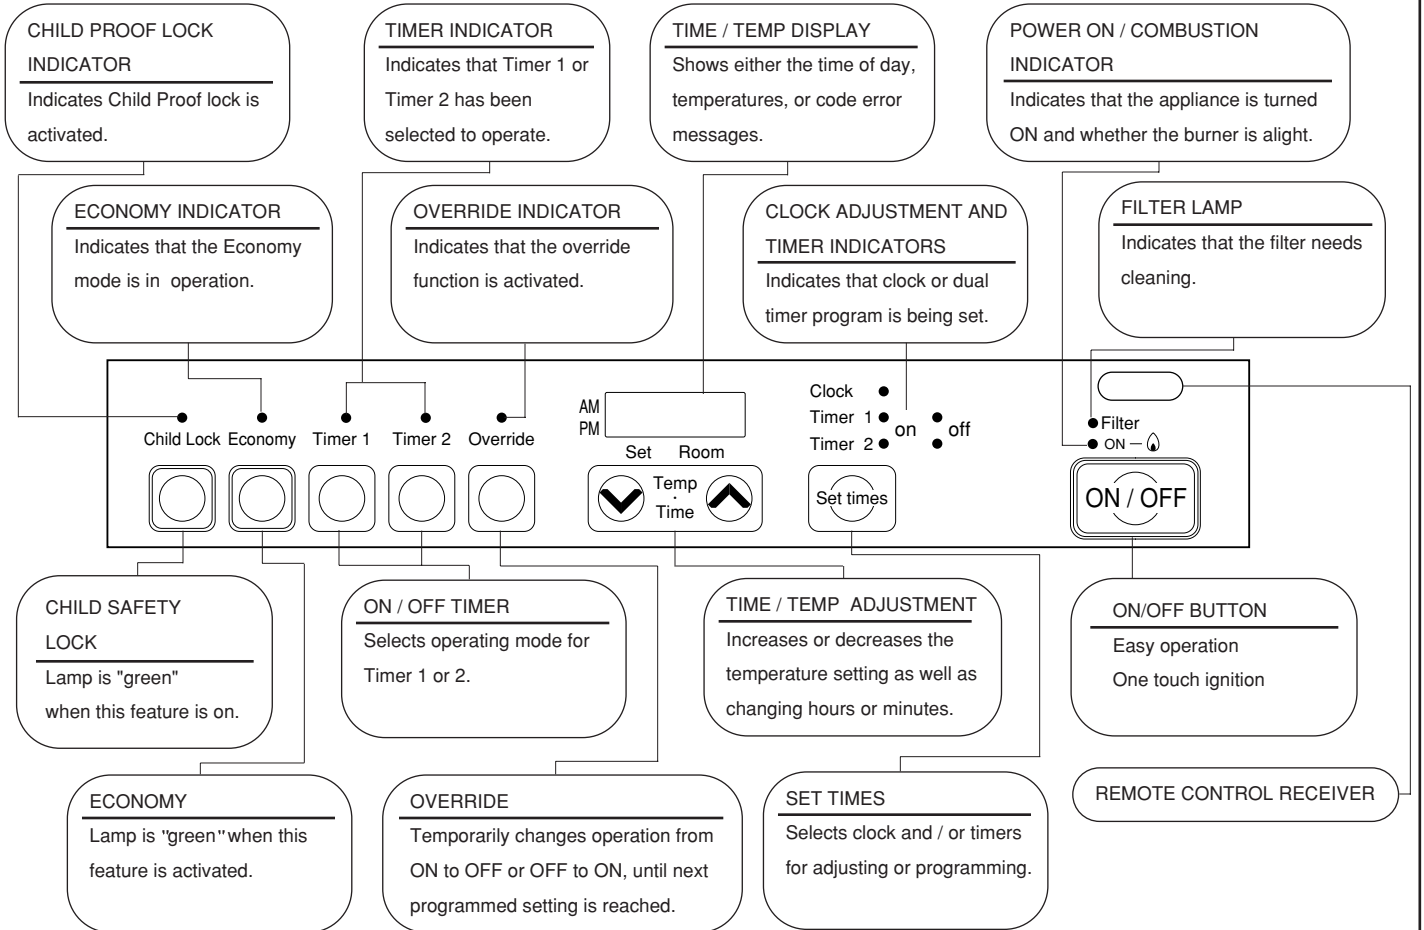 CHILD PROOF LOCK
INDICATOR
Indicates Child Proof lock is
activated.
TIMER INDICATOR
Indicates that Timer 1 or
Timer 2 has been
selected to operate.
TIME / TEMP DISPLAY
Shows either the time of day,
temperatures, or code error
messages.
POWER ON / COMBUSTION
INDICATOR
Indicates that the appliance is turned
ON and whether the burner is alight.
ECONOMY INDICATOR
Indicates that the Economy
mode is in operation.
OVERRIDE INDICATOR
Indicates that the override
function is activated.
CLOCK ADJUSTMENT AND
TIMER INDICATORS
Indicates that clock or dual
timer program is being set.
FILTER LAMP
Indicates that the filter needs
cleaning.
Child Lock Economy Timer 1 Timer 2 Override
AM
PM
Set Room
Temp
·
Time
Clock
Timer 1 on off
Timer 2
Set times
Filter
ON –
ON / OFF
CHILD SAFETY
LOCK
Lamp is "green"
when this feature is on.
ON / OFF TIMER
Selects operating mode for
Timer 1 or 2.
TIME / TEMP ADJUSTMENT
Increases or decreases the
temperature setting as well as
changing hours or minutes.
ON/OFF BUTTON
Easy operation
One touch ignition
ECONOMY
Lamp is "green" when this
feature is activated.
OVERRIDE
Temporarily changes operation from
ON to OFF or OFF to ON, until next
programmed setting is reached.
SET TIMES
Selects clock and / or timers
for adjusting or programming.
REMOTE CONTROL RECEIVER